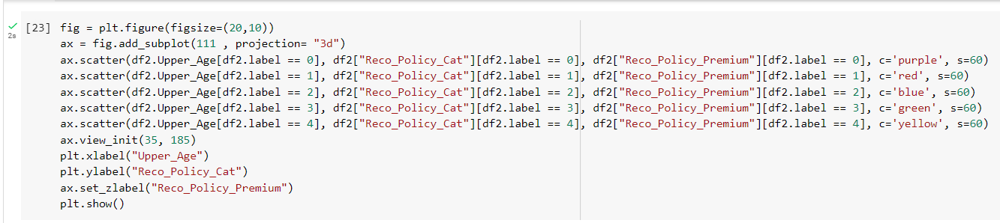 [23] fig = plt.figure(figsize=(20,10))
2s
ax = fig.add_subplot(111 , projection= "3d")
ax.scatter(df2.Upper_Age[df2.label == 0], df2["Reco_Policy_Cat"][df2.label == 0], df2["Reco_Policy_Premium"][df2.label == 0], c='purple', s=60)
ax.scatter(df2.Upper_Age[df2.label == 1], df2["Reco_Policy_Cat"][df2.label == 1], df2["Reco_Policy_Premium"][df2.label == 1], c='red', s=60)
ax.scatter(df2.Upper_Age[df2.label == 2], df2["Reco_Policy_Cat"][df2.label == 2], df2["Reco_Policy_Premium"][df2.label == 2], c='blue', s=60)
ax.scatter(df2.Upper_Age[df2.label == 3], df2["Reco_Policy_Cat"][df2.label == 3], df2["Reco_Policy_Premium"][df2.label == 3], c='green', s=60)
ax.scatter(df2.Upper_Age[df2.label == 4], df2["Reco_Policy_Cat"][df2.label == 4], df2["Reco_Policy_Premium"][df2.label == 4], c='yellow', s=60)
ax.view_init(35, 185)
plt.xlabel("Upper_Age")
plt.ylabel("Reco_Policy_Cat")
ax.set_zlabel("Reco_Policy_Premium")
plt.show()